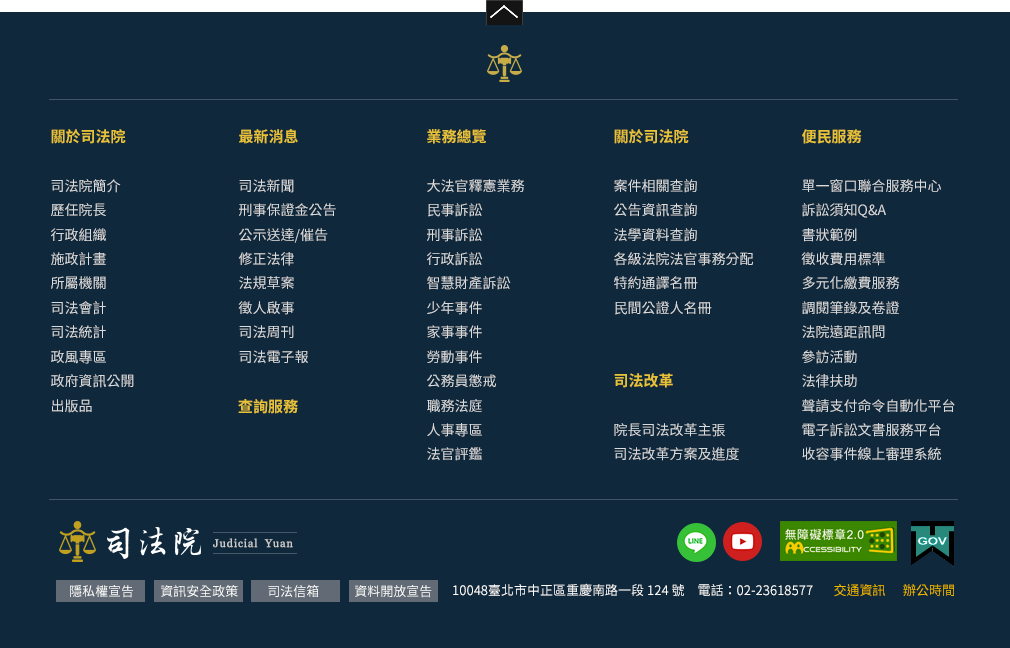 關於司法院
司法院簡介
歷任院長
行政組織
施政計畫
所屬機關
司法會計
司法統計
政風專區
政府資訊公開
出版品
最新消息
司法新聞
刑事保證金公告
公示送達/催告
修正法律
法規草案
徵人啟事
司法周刊
司法電子報
查詢服務
業務總覽
大法官釋憲業務
民事訴訟
刑事訴訟
行政訴訟
智慧財產訴訟
少年事件
家事事件
勞動事件
公務員懲戒
職務法庭
人事專區
法官評鑑
關於司法院
案件相關查詢
公告資訊查詢
法學資料查詢
各級法院法官事務分配
特約通譯名冊
民間公證人名冊
司法改革
院長司法改革主張
司法改革方案及進度
便民服務
單一窗口聯合服務中心
訴訟須知Q&A
書狀範例
徵收費用標準
多元化繳費服務
調閱筆錄及卷證
法院遠距訊問
參訪活動
法律扶助
聲請支付命令自動化平台
電子訴訟文書服務平台
收容事件線上審理系統
司法院 Judicial Yuan
LINE
無障礙標章2.0
AACCESSIBILITY
GOV
隱私權宣告 資訊安全政策 司法信箱 資料開放宣告 10048臺北市中正區重慶南路一段 124 號 電話：02-23618577 交通資訊 辦公時間